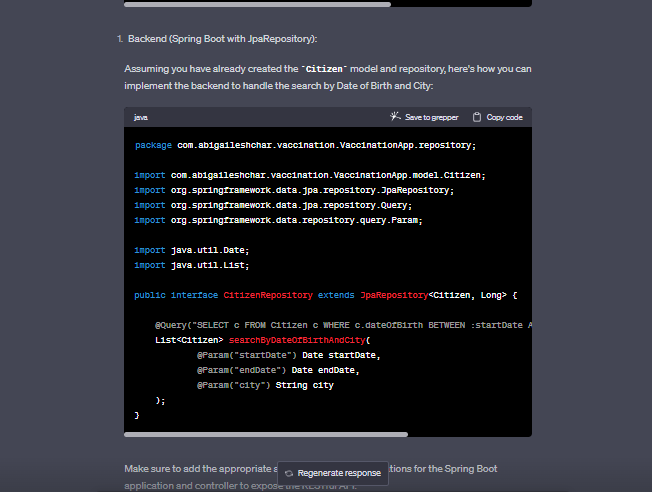 1. Backend (Spring Boot with JpaRepository):
Assuming you have already created the `Citizen` model and repository, here's how you can
implement the backend to handle the search by Date of Birth and City:
java Save to grepper Copy code
package com.abigaileshchar.vaccination.VaccinationApp.repository;
import com.abigaileshchar.vaccination.VaccinationApp.model.Citizen;
import org.springframework.data.jpa.repository.JpaRepository;
import org.springframework.data.jpa.repository.Query;
import org.springframework.data.repository.query.Param;
import java.util.Date;
import java.util.List;
public interface CitizenRepository extends JpaRepository<Citizen, Long> {
@Query("SELECT c FROM Citizen c WHERE c.dateOfBirth BETWEEN :startDate A
List<Citizen> searchByDateOfBirthAndCity(
@Param("startDate") Date startDate,
@Param("endDate") Date endDate,
@Param("city") String city
);
}
Make sure to add the appropriate a Regenerate response tions for the Spring Boot
application and controller to expose the RESTful API.